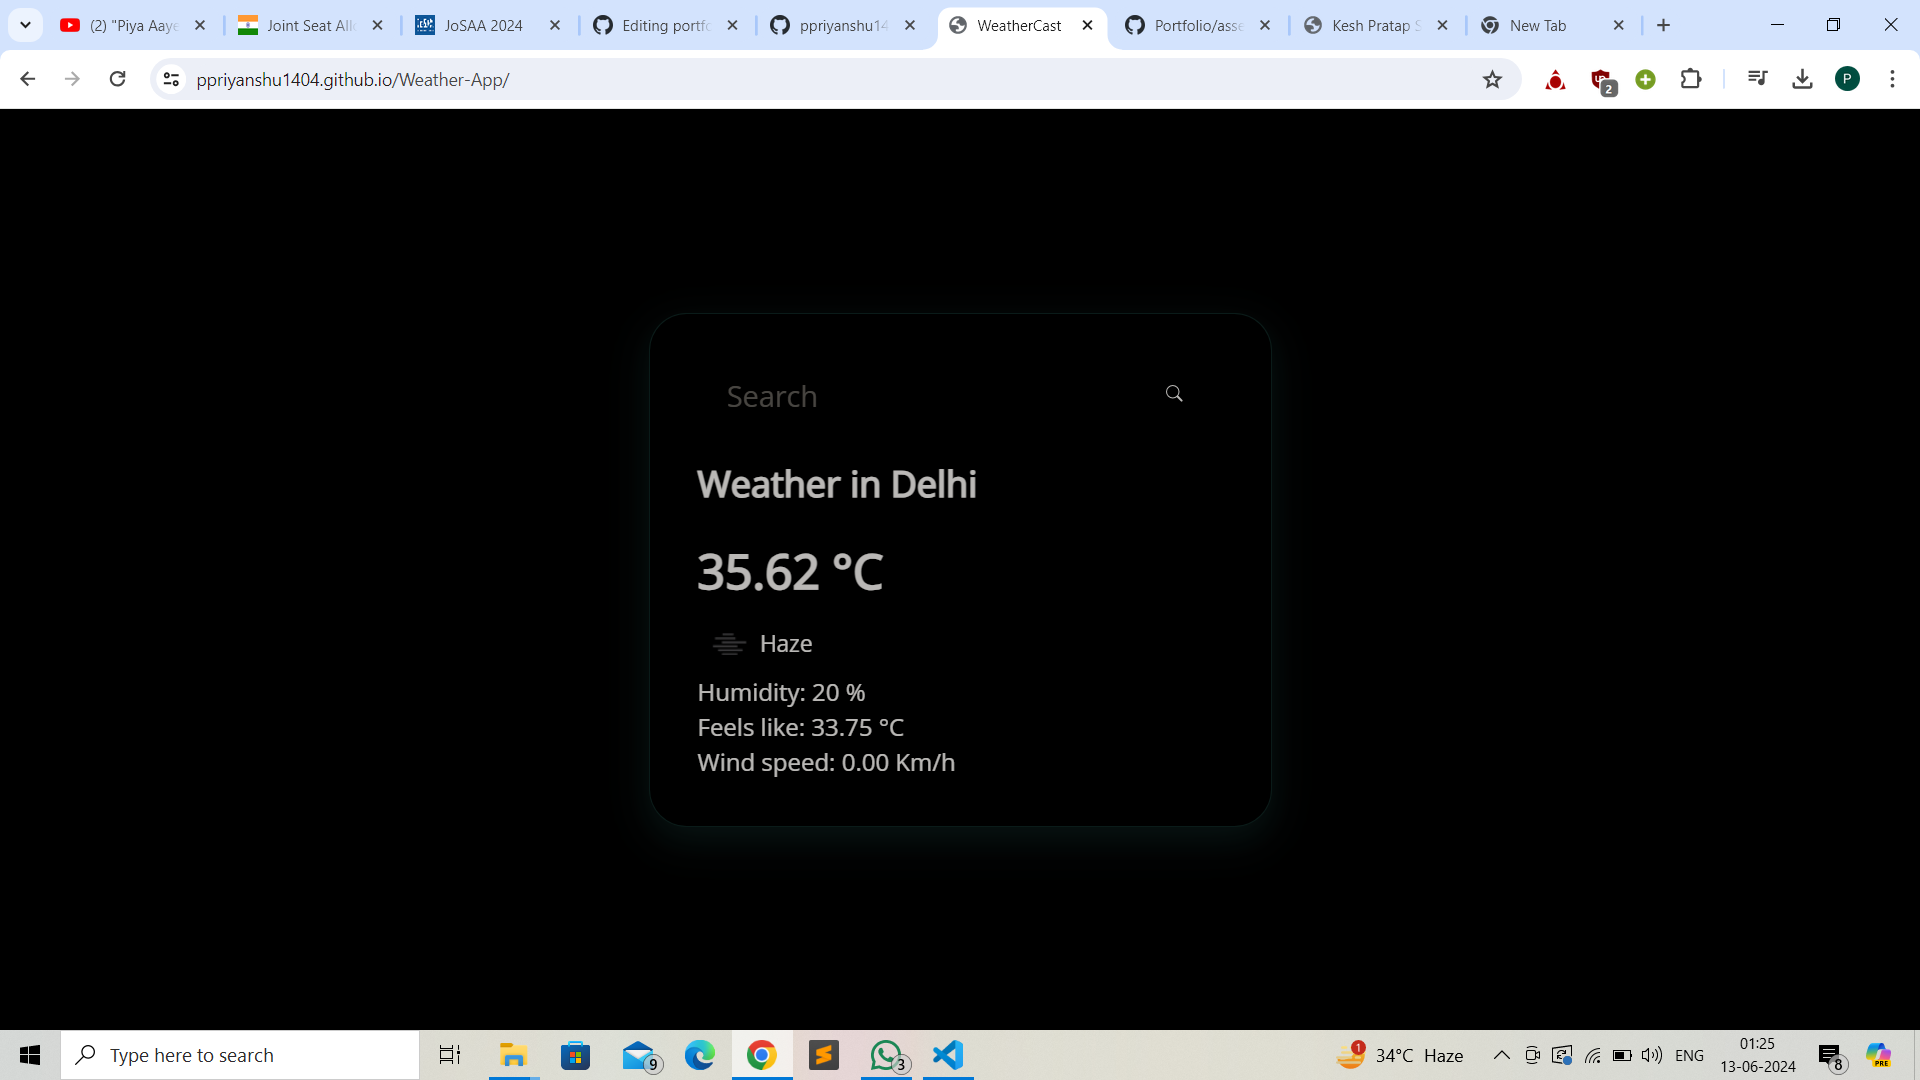 (2) "Piya Aaye
Joint Seat Allo
JoSAA 2024
Editing portfo
ppriyanshu14
WeatherCast
Portfolio/asse
Kesh Pratap S
New Tab
ppriyanshu1404.github.io/Weather-App/
2
P
Search
Weather in Delhi
35.62 °C
Haze
Humidity: 20 %
Feels like: 33.75 °C
Wind speed: 0.00 Km/h
Type here to search
9
3
1
34°C Haze
ENG
01:25
13-06-2024
8
PRE